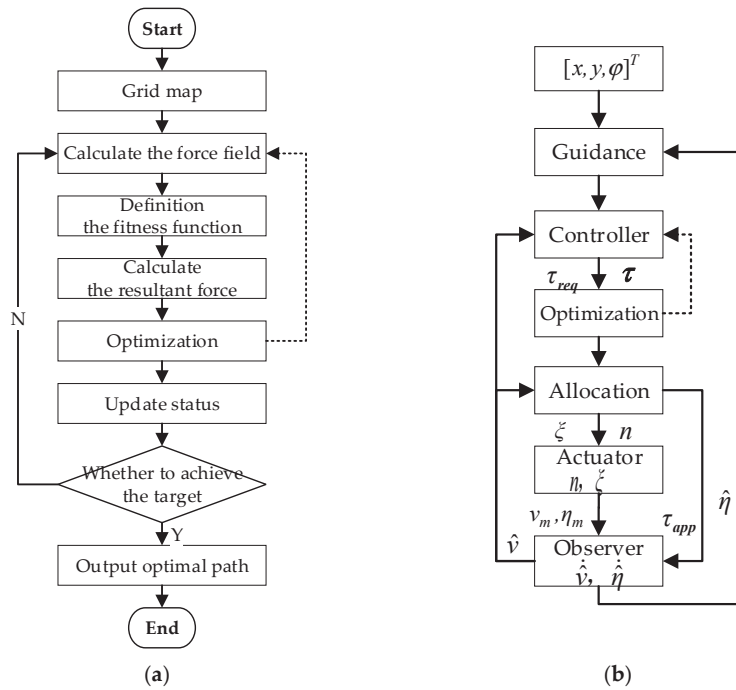 Start
Grid map
Calculate the force field
Definition
the fitness function
Calculate
the resultant force
N
Optimization
Update status
Whether to achieve
the target
Y
Output optimal path
End
(a)
[x, y, φ]ᵀ
Guidance
Controller
τ_req τ
Optimization
Allocation
ξ n
Actuator
n, ξ
v_m, η_m
τ_app
η̂
v̂
Observer
v̂̇, η̂̇
(b)